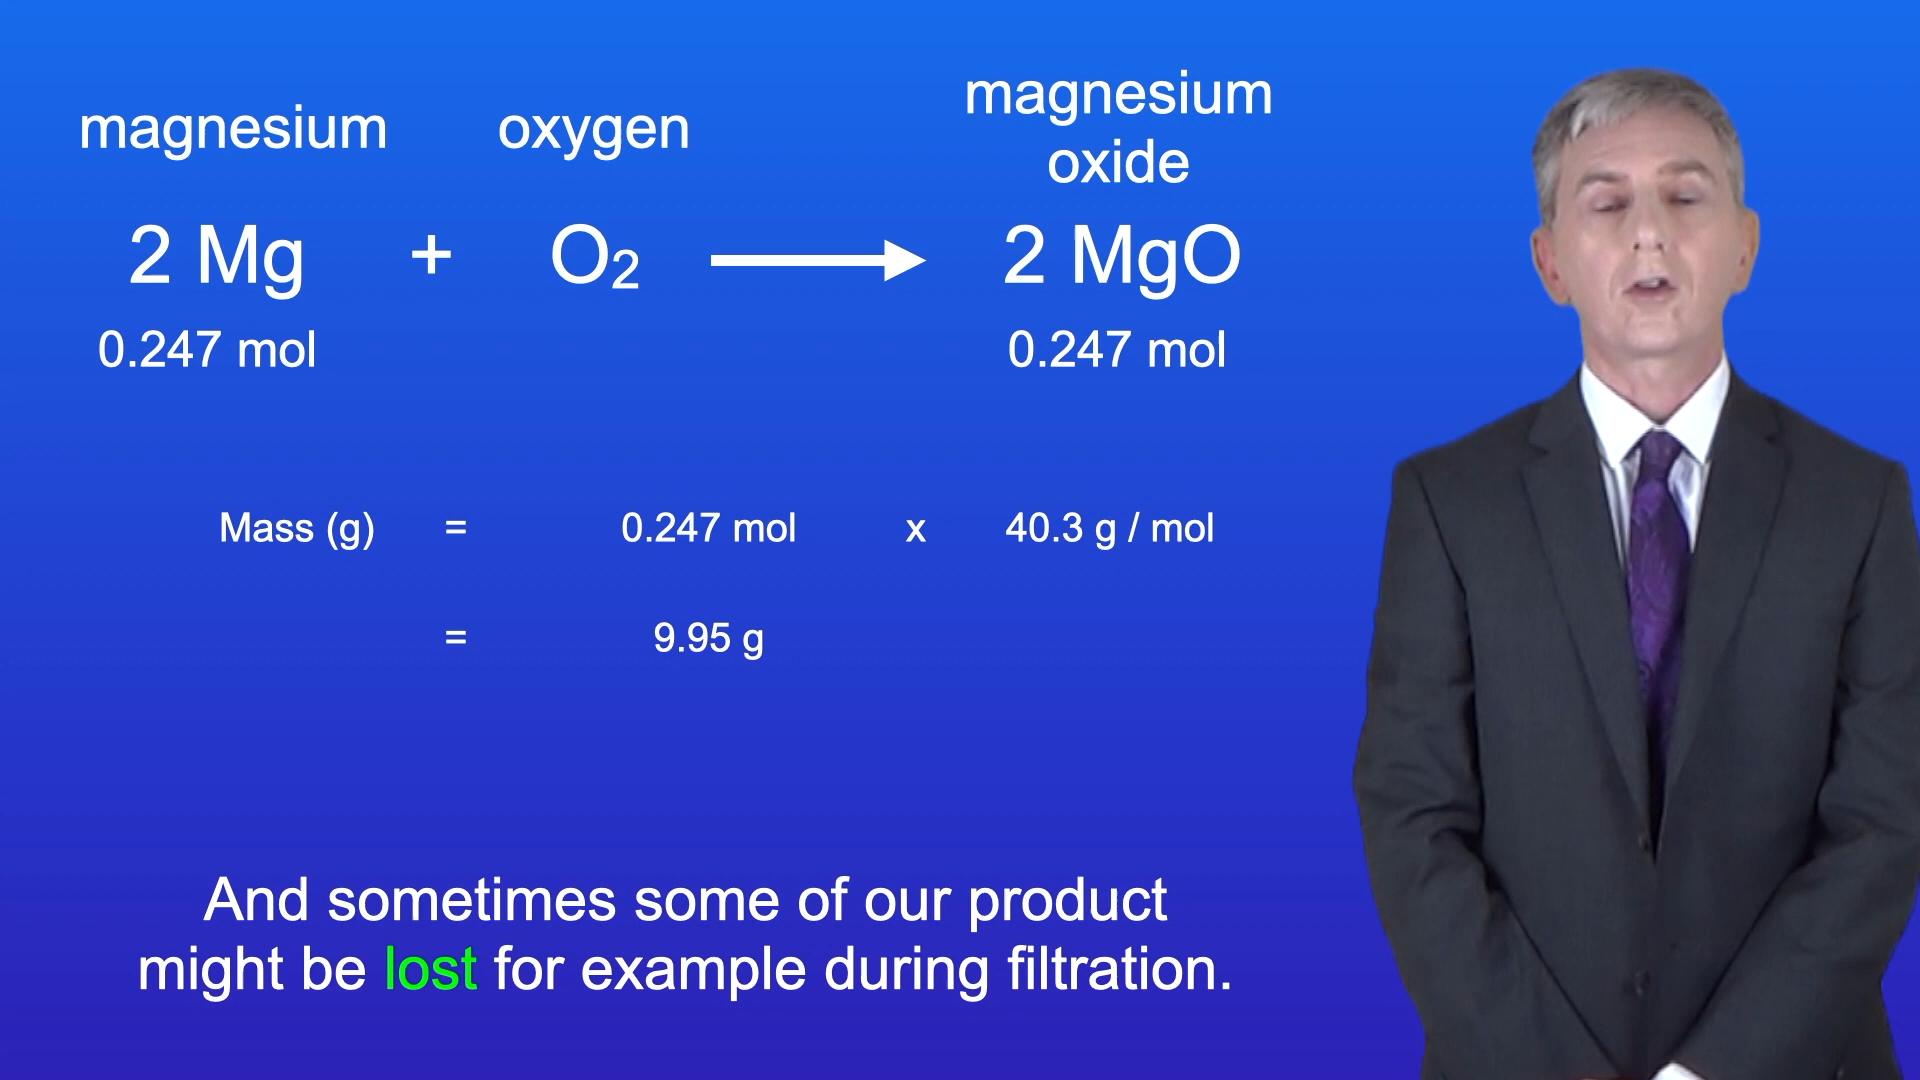 magnesium oxygen magnesium
oxide
2 Mg + O₂ → 2 MgO
0.247 mol 0.247 mol
Mass (g) = 0.247 mol x 40.3 g / mol
= 9.95 g
And sometimes some of our product
might be lost for example during filtration.